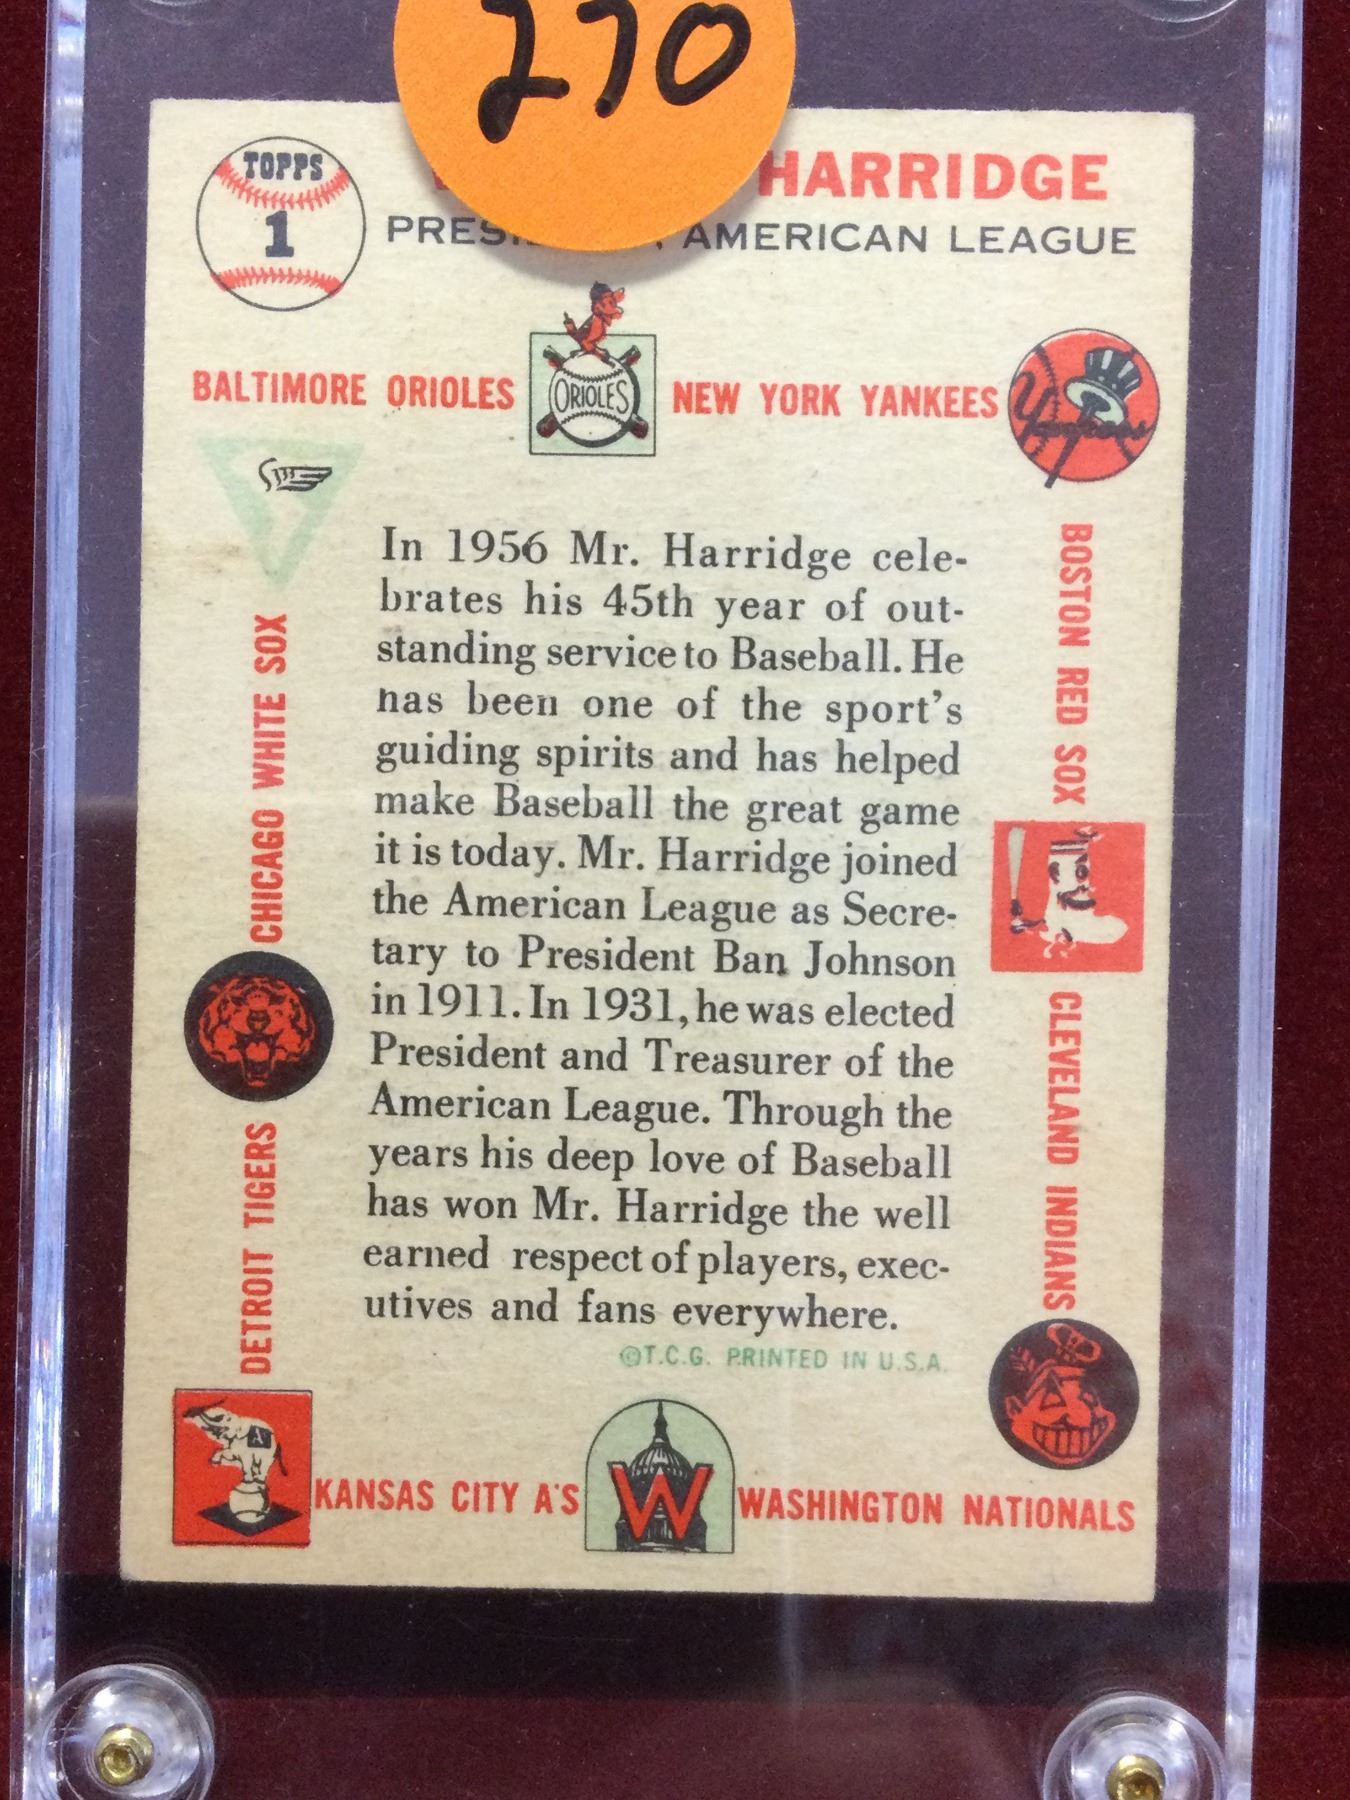 270
TOPPS
1
HARRIDGE
AMERICAN LEAGUE
ORIOLES
BALTIMORE ORIOLES
NEW YORK YANKEES
Yankees
In 1956 Mr. Harridge cele-
brates his 45th year of out-
standing service to Baseball. He
has been one of the sport's
guiding spirits and has helped
make Baseball the great game
it is today. Mr. Harridge joined
the American League as Secre-
tary to President Ban Johnson
in 1911. In 1931, he was elected
President and Treasurer of the
American League. Through the
years his deep love of Baseball
has won Mr. Harridge the well
earned respect of players, exec-
utives and fans everywhere.
©T.C.G. PRINTED IN U.S.A.
CHICAGO WHITE SOX
DETROIT TIGERS
BOSTON RED SOX
CLEVELAND INDIANS
A
KANSAS CITY A'S
W
WASHINGTON NATIONALS